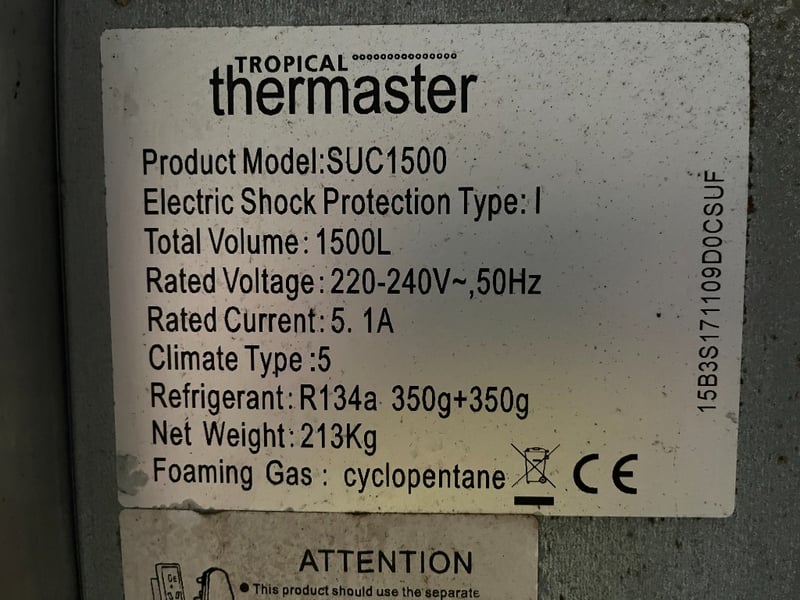 TROPICAL
thermaster
Product Model:SUC1500
Electric Shock Protection Type: I
Total Volume: 1500L
Rated Voltage: 220-240V~,50Hz
Rated Current: 5. 1A
Climate Type :5
Refrigerant: R134a 350g+350g
Net Weight: 213Kg
Foaming Gas : cyclopentane
CE
15B3S171109D0CSUF
ATTENTION
● This product should use the separate